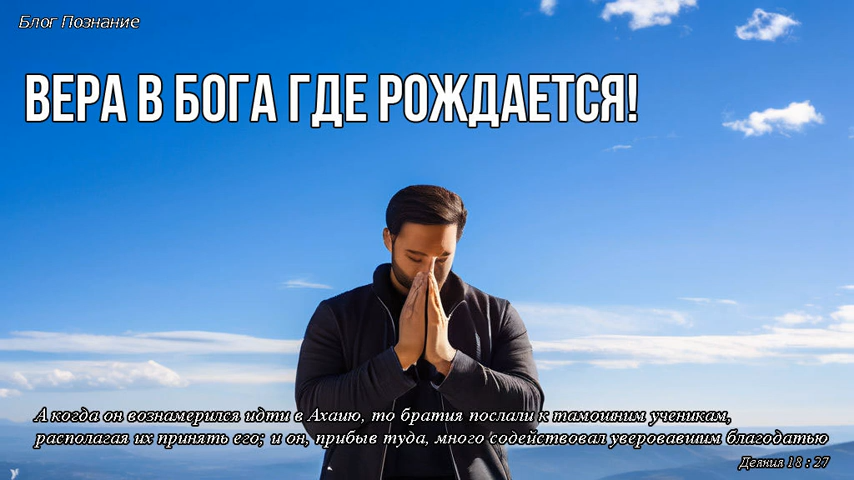 Блог Познание
ВЕРА В БОГА ГДЕ РОЖДАЕТСЯ!
А когда он вознамерился идти в Ахаию, то братия послали к тамошним ученикам,
располагая их принять его; и он, прибыв туда, много содействовал уверовавшим благодатью
Деяния 18 : 27